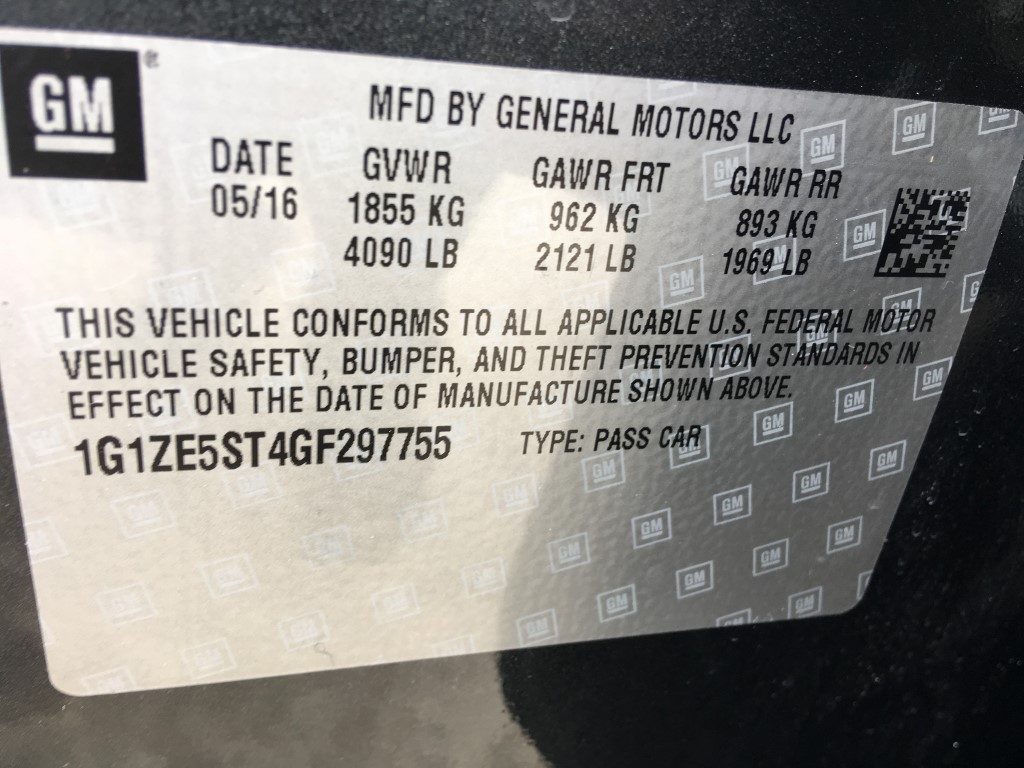 GM
MFD BY GENERAL MOTORS LLC
DATE GVWR GAWR FRT GAWR RR
05/16 1855 KG 962 KG 893 KG
4090 LB 2121 LB 1969 LB
THIS VEHICLE CONFORMS TO ALL APPLICABLE U.S. FEDERAL MOTOR
VEHICLE SAFETY, BUMPER, AND THEFT PREVENTION STANDARDS IN
EFFECT ON THE DATE OF MANUFACTURE SHOWN ABOVE.
1G1ZE5ST4GF297755 TYPE: PASS CAR